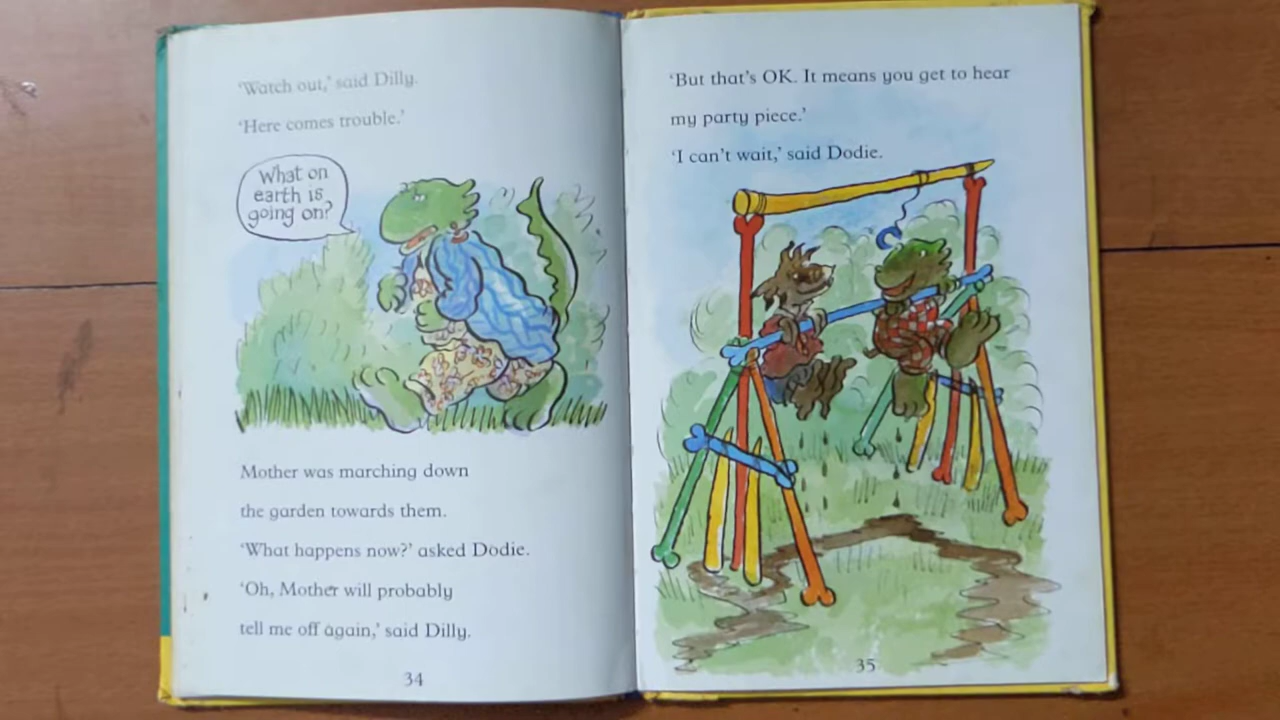 ‘Watch out,’ said Dilly.
‘Here comes trouble.’
What on
earth is
going on?
Mother was marching down
the garden towards them.
‘What happens now?’ asked Dodie.
‘Oh, Mother will probably
tell me off again,’ said Dilly.
34
‘But that’s OK. It means you get to hear
my party piece.’
‘I can’t wait,’ said Dodie.
35